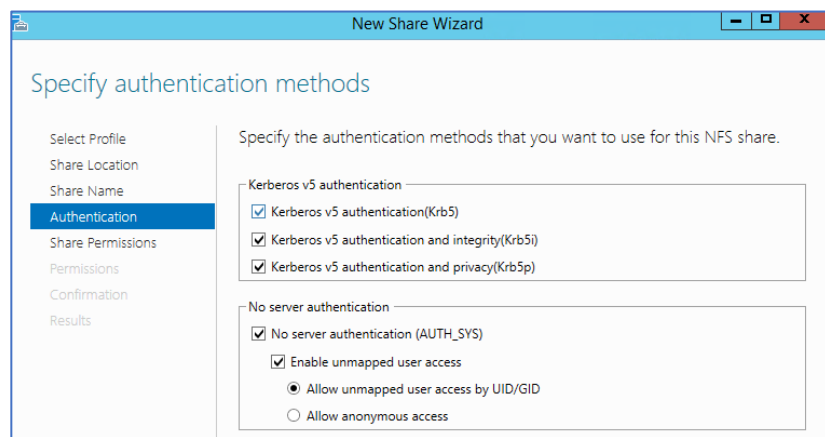 New Share Wizard
Specify authentication methods
Select Profile
Share Location
Share Name
Authentication
Share Permissions
Permissions
Confirmation
Results
Specify the authentication methods that you want to use for this NFS share.
Kerberos v5 authentication
Kerberos v5 authentication(Krb5)
Kerberos v5 authentication and integrity(Krb5i)
Kerberos v5 authentication and privacy(Krb5p)
No server authentication
No server authentication (AUTH_SYS)
Enable unmapped user access
Allow unmapped user access by UID/GID
Allow anonymous access